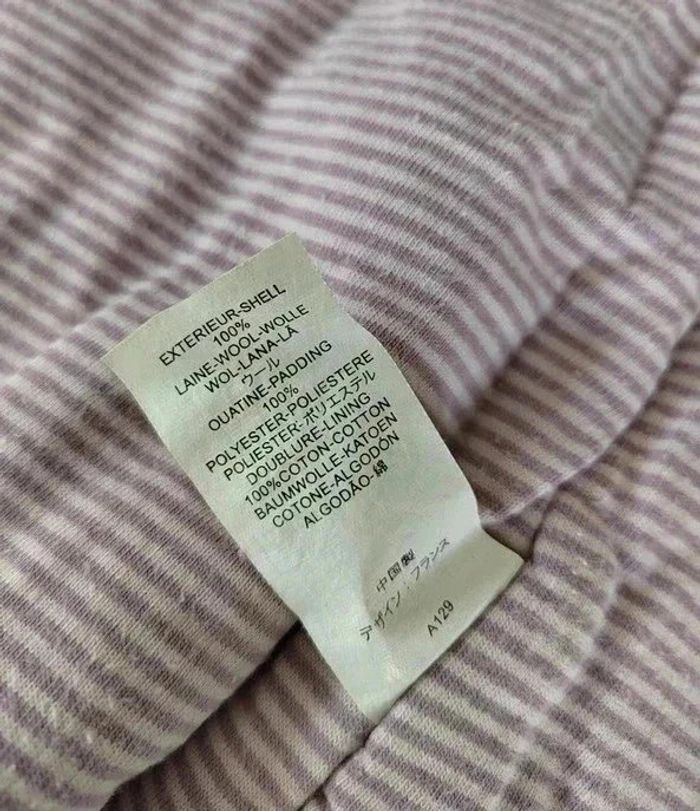 EXTERIEUR-SHELL
100%
LAINE-WOOL-WOLLE
WOL-LANA-LÃ
ウール
OUATINE-PADDING
100%
POLYESTER-POLIESTERE
POLIESTER-ポリエステル
DOUBLURE-LINING
100%COTON-COTTON
BAUMWOLLE-KATOEN
COTONE-ALGODÓN
ALGODÃO-綿
中国製
デザイン・フランス
A129